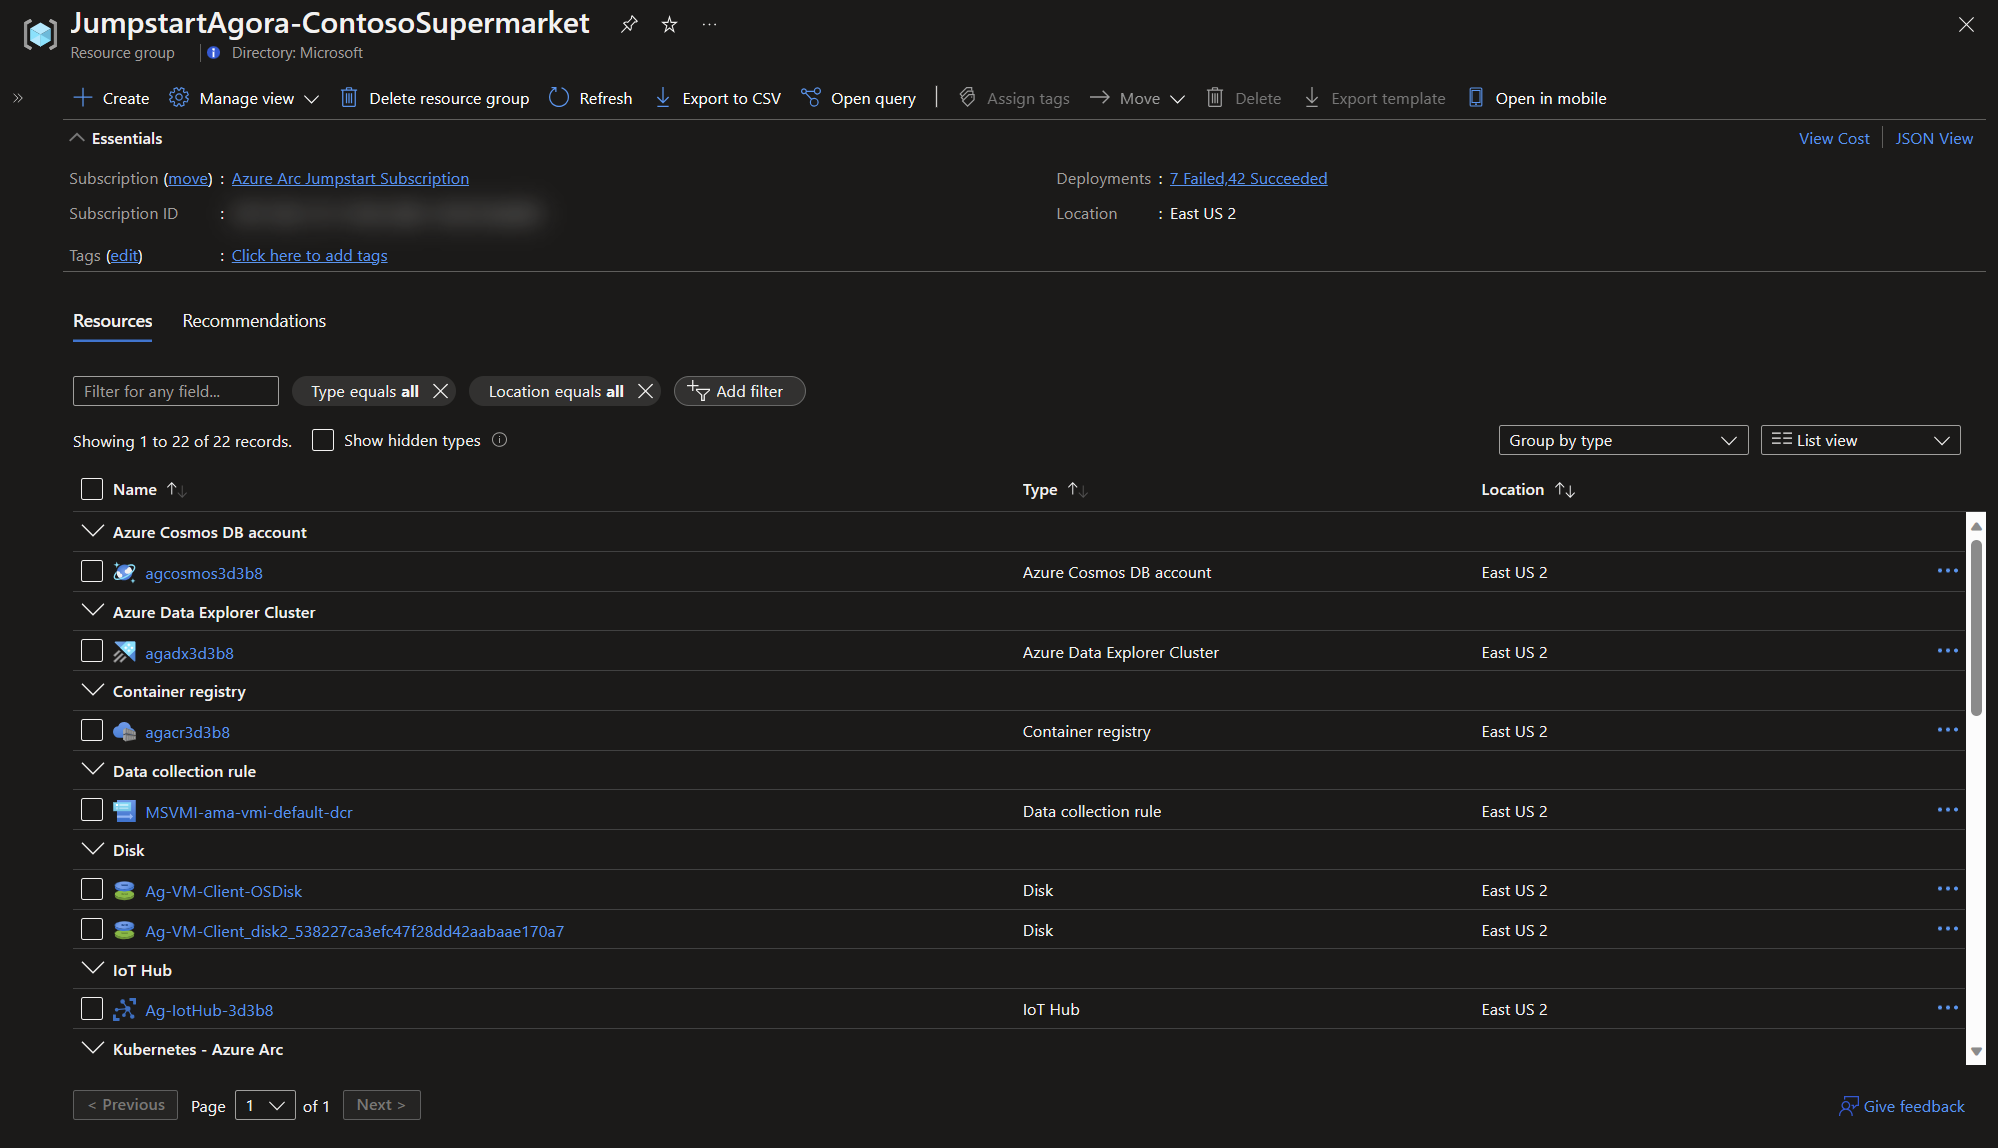 JumpstartAgora-ContosoSupermarket
Resource group
Directory: Microsoft
Create Manage view Delete resource group Refresh Export to CSV Open query Assign tags Move Delete Export template Open in mobile
Essentials
View Cost JSON View
Subscription (move) : Azure Arc Jumpstart Subscription
Deployments : 7 Failed,42 Succeeded
Subscription ID :
Location : East US 2
Tags (edit) : Click here to add tags
Resources Recommendations
Filter for any field... Type equals all Location equals all Add filter
Showing 1 to 22 of 22 records. Show hidden types
Group by type List view
Name Type Location
Azure Cosmos DB account
agcosmos3d3b8 Azure Cosmos DB account East US 2
Azure Data Explorer Cluster
agadx3d3b8 Azure Data Explorer Cluster East US 2
Container registry
agacr3d3b8 Container registry East US 2
Data collection rule
MSVMI-ama-vmi-default-dcr Data collection rule East US 2
Disk
Ag-VM-Client-OSDisk Disk East US 2
Ag-VM-Client_disk2_538227ca3efc47f28dd42aabaae170a7 Disk East US 2
IoT Hub
Ag-IotHub-3d3b8 IoT Hub East US 2
Kubernetes - Azure Arc
< Previous Page 1 of 1 Next >
Give feedback